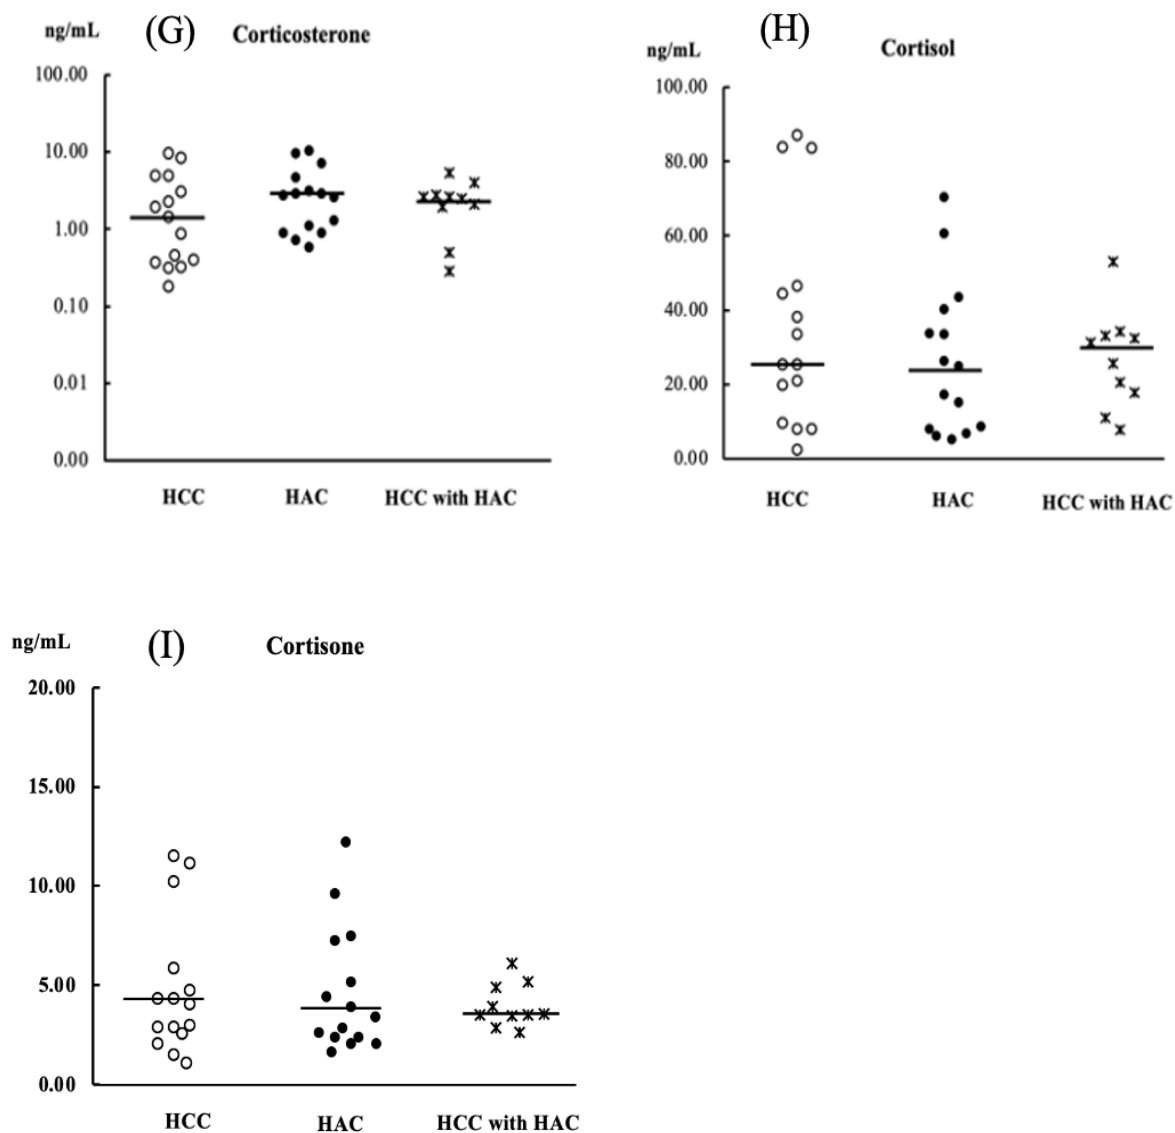 ng/mL (G) Corticosterone
100.00
10.00
1.00
0.10
0.01
0.00
HCC HAC HCC with HAC
ng/mL (H) Cortisol
100.00
80.00
60.00
40.00
20.00
0.00
HCC HAC HCC with HAC
ng/mL (I) Cortisone
20.00
15.00
10.00
5.00
0.00
HCC HAC HCC with HAC